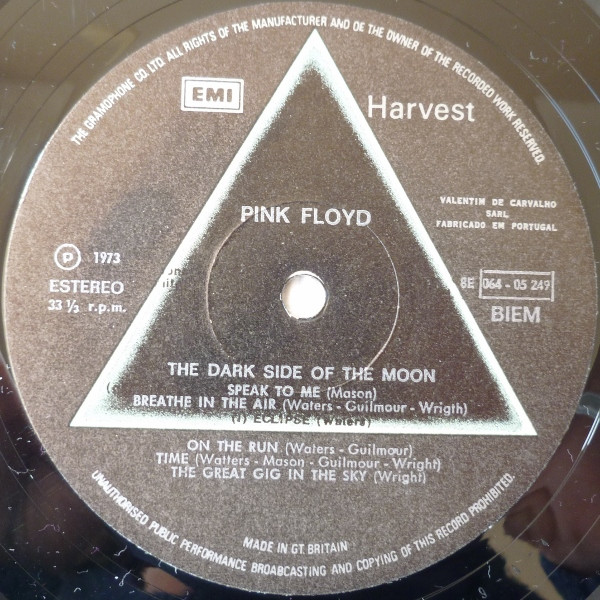 THE GRAMOPHONE CO. LTD. ALL RIGHTS OF THE MANUFACTURER AND DE THE OWNER OF THE RECORDED WORK RESERVED.
EMI
Harvest
PINK FLOYD
VALENTIM DE CARVALHO
SARL
FABRICADO EM PORTUGAL
P 1973
ESTEREO
33 ⅓ r.p.m.
8E 064 - 05 249
BIEM
THE DARK SIDE OF THE MOON
SPEAK TO ME (Mason)
BREATHE IN THE AIR (Waters - Guilmour - Wrigth)
(i) ECLIPSE (Waters)
ON THE RUN (Waters - Guilmour)
TIME (Watters - Mason - Guilmour - Wright)
THE GREAT GIG IN THE SKY (Wright)
MADE IN GT. BRITAIN
UNAUTHORISED PUBLIC PERFORMANCE BROADCASTING AND COPYING OF THIS RECORD PROHIBITED.